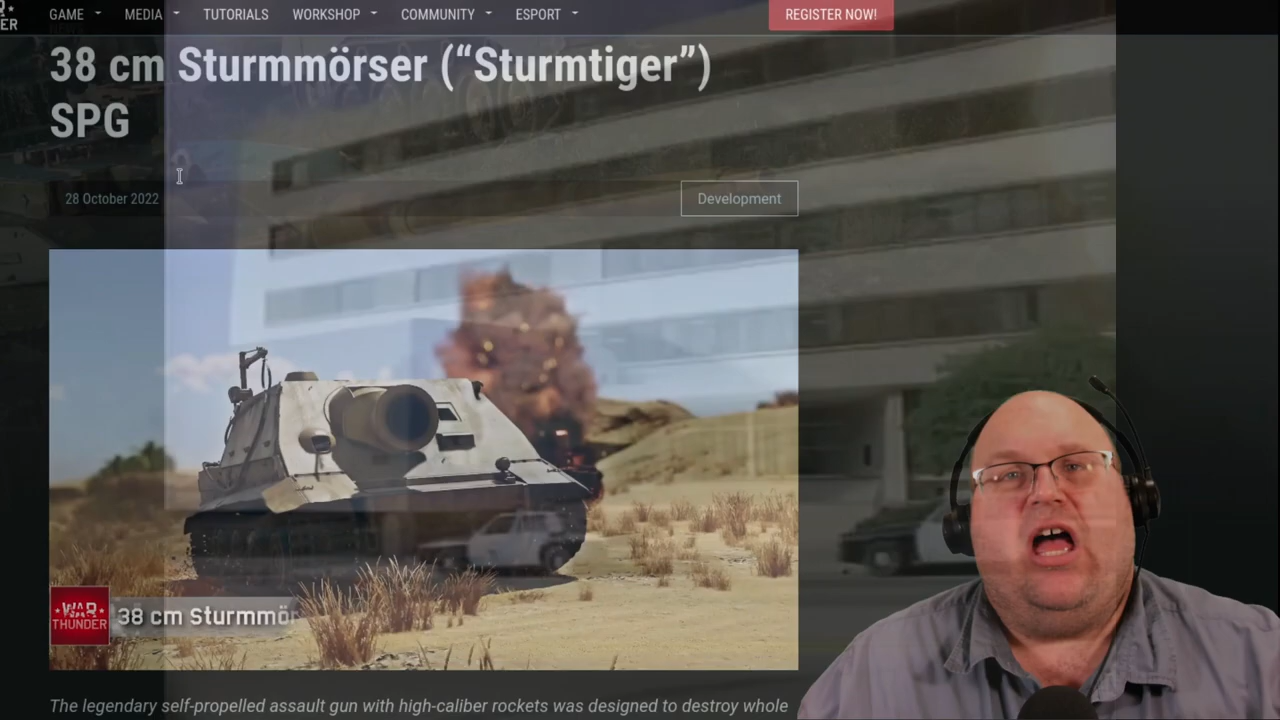 GAME MEDIA TUTORIALS WORKSHOP COMMUNITY ESPORT REGISTER NOW!
38 cm Sturmmörser (“Sturmtiger”)
SPG
28 October 2022 Development
WAR
THUNDER
38 cm Sturmmör
The legendary self-propelled assault gun with high-caliber rockets was designed to destroy whole